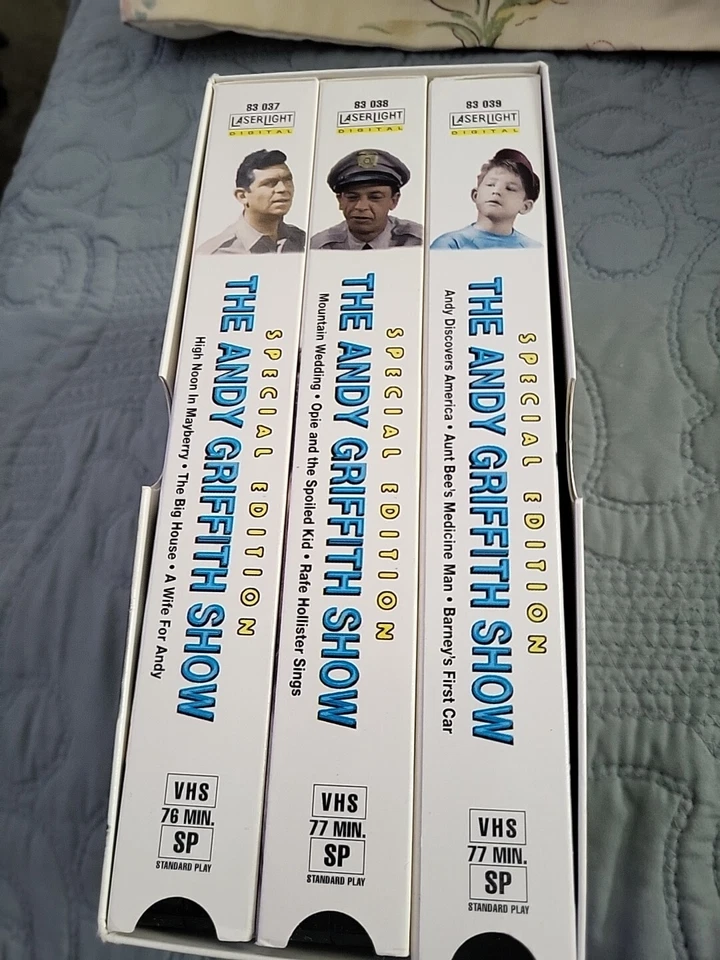 83 037
LASERLIGHT
DIGITAL
SPECIAL EDITION
THE ANDY GRIFFITH SHOW
High Noon in Mayberry • The Big House • A Wife For Andy
VHS
76 MIN.
SP
STANDARD PLAY
83 038
LASERLIGHT
DIGITAL
SPECIAL EDITION
THE ANDY GRIFFITH SHOW
Mountain Wedding • Opie and the Spoiled Kid • Rafe Hollister Sings
VHS
77 MIN.
SP
STANDARD PLAY
83 039
LASERLIGHT
DIGITAL
SPECIAL EDITION
THE ANDY GRIFFITH SHOW
Andy Discovers America • Aunt Bee's Medicine Man • Barney's First Car
VHS
77 MIN.
SP
STANDARD PLAY